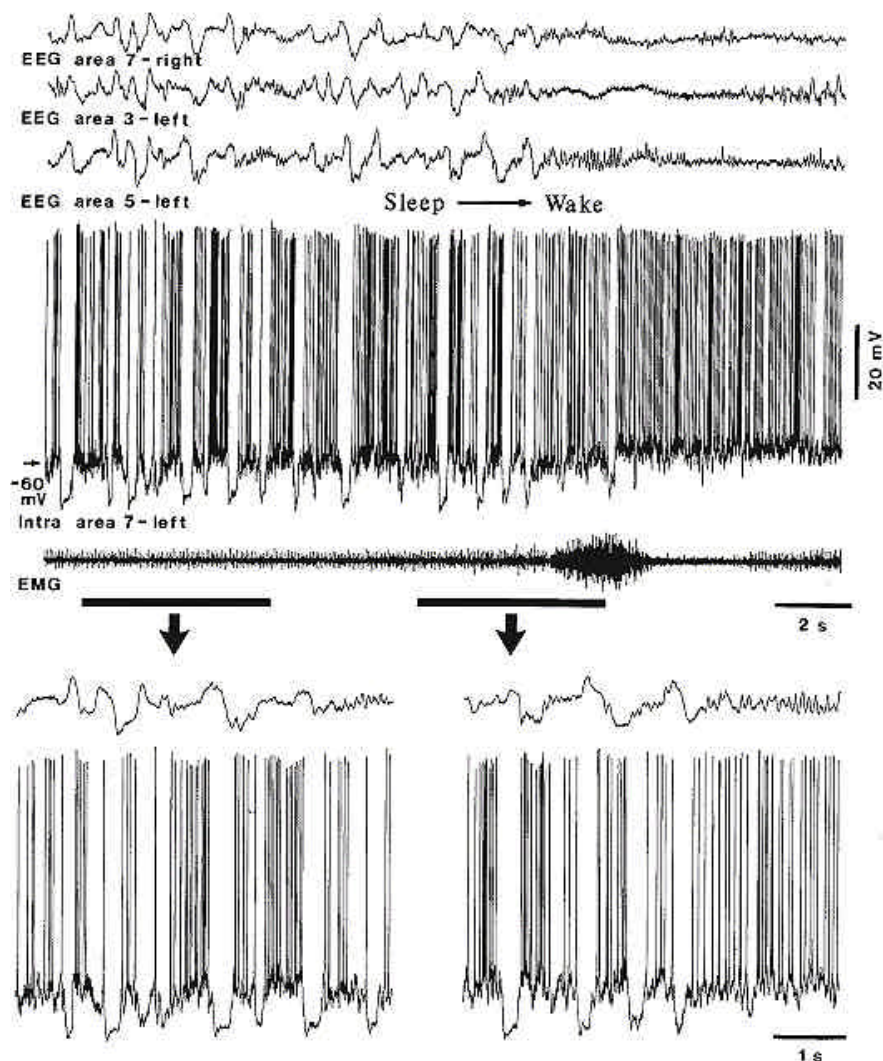 EEG area 7-right
EEG area 3-left
EEG area 5-left
Sleep → Wake
20 mV
-60
mV
Intra area 7-left
EMG
2 s
1 s